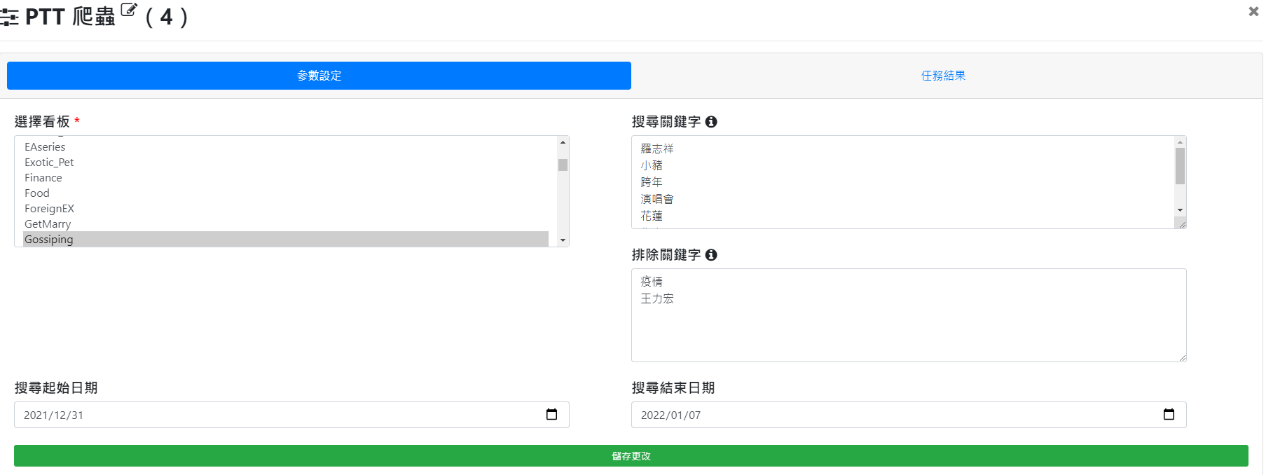 PTT 爬蟲 ( 4 )
參數設定
任務結果
選擇看板 *
EAseries
Exotic_Pet
Finance
Food
ForeignEX
GetMarry
Gossiping
搜尋關鍵字
羅志祥
小豬
跨年
演唱會
花蓮
排除關鍵字
疫情
王力宏
搜尋起始日期
2021/12/31
搜尋結束日期
2022/01/07
儲存更改